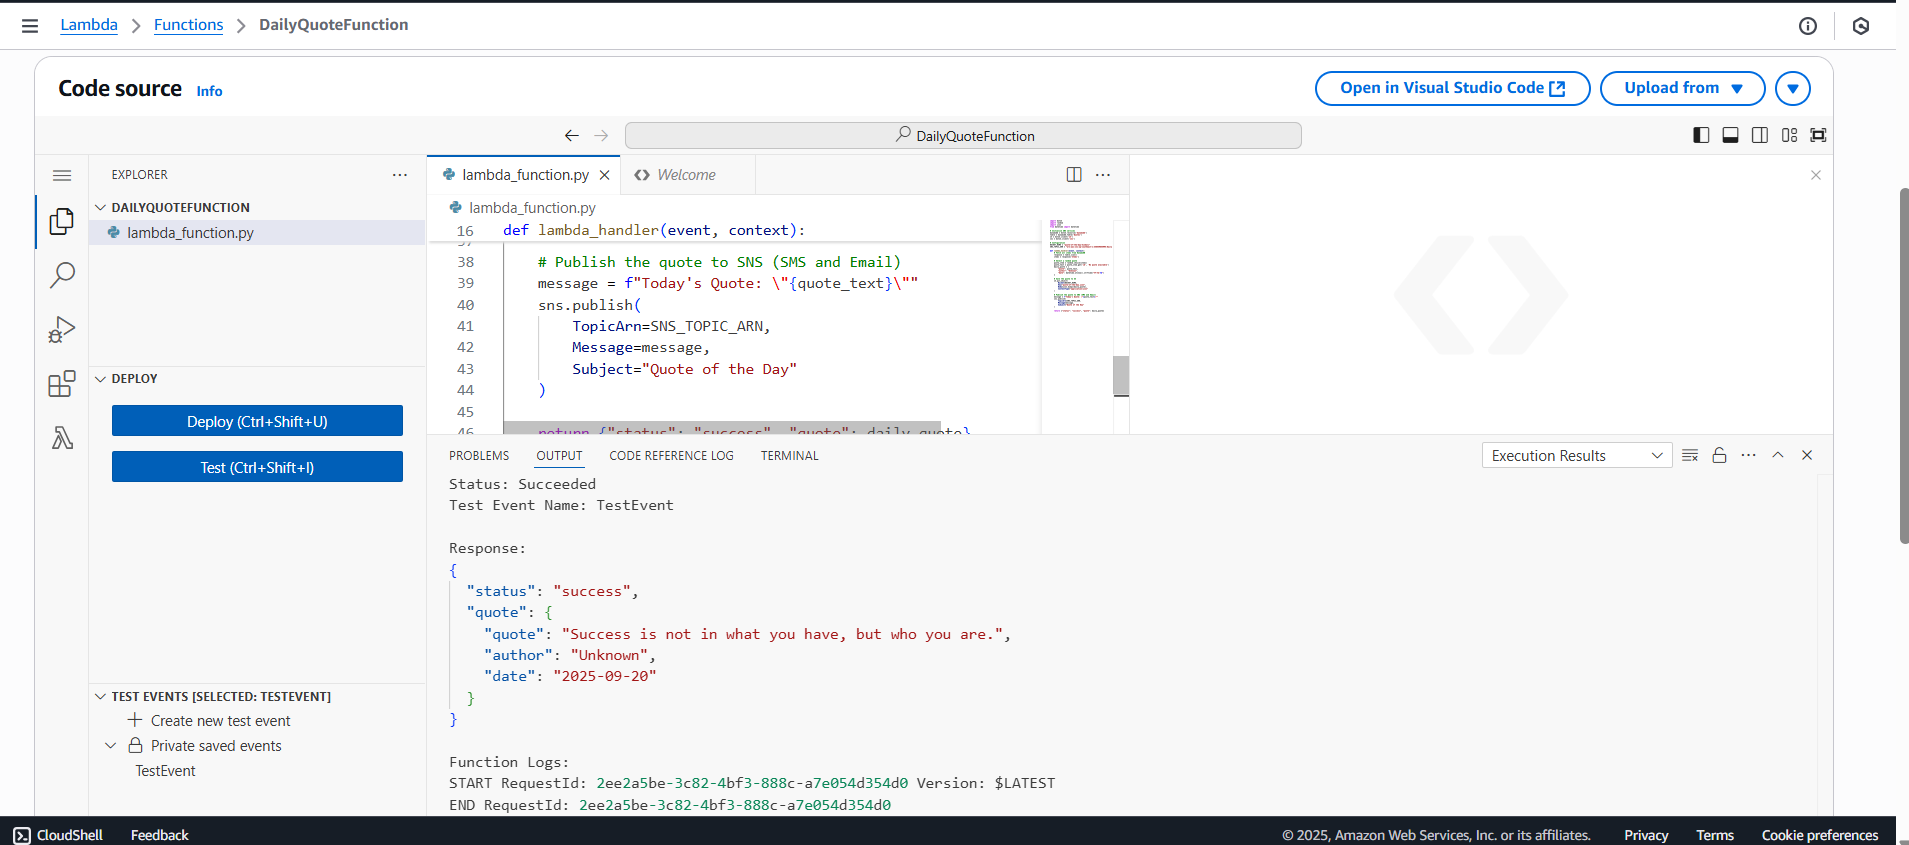 Lambda > Functions > DailyQuoteFunction
Code source Info
Open in Visual Studio Code
Upload from
DailyQuoteFunction
EXPLORER
DAILYQUOTEFUNCTION
lambda_function.py
DEPLOY
Deploy (Ctrl+Shift+U)
Test (Ctrl+Shift+I)
TEST EVENTS [SELECTED: TESTEVENT]
Create new test event
Private saved events
TestEvent
lambda_function.py
Welcome
lambda_function.py
16 def lambda_handler(event, context):
37
38 # Publish the quote to SNS (SMS and Email)
39 message = f"Today's Quote: \"{quote_text}\""
40 sns.publish(
41 TopicArn=SNS_TOPIC_ARN,
42 Message=message,
43 Subject="Quote of the Day"
44 )
45
46 return {"status": "success", "quote": daily_quote}
PROBLEMS OUTPUT CODE REFERENCE LOG TERMINAL
Execution Results
Status: Succeeded
Test Event Name: TestEvent
Response:
{
"status": "success",
"quote": {
"quote": "Success is not in what you have, but who you are.",
"author": "Unknown",
"date": "2025-09-20"
}
}
Function Logs:
START RequestId: 2ee2a5be-3c82-4bf3-888c-a7e054d354d0 Version: $LATEST
END RequestId: 2ee2a5be-3c82-4bf3-888c-a7e054d354d0
CloudShell Feedback
© 2025, Amazon Web Services, Inc. or its affiliates. Privacy Terms Cookie preferences